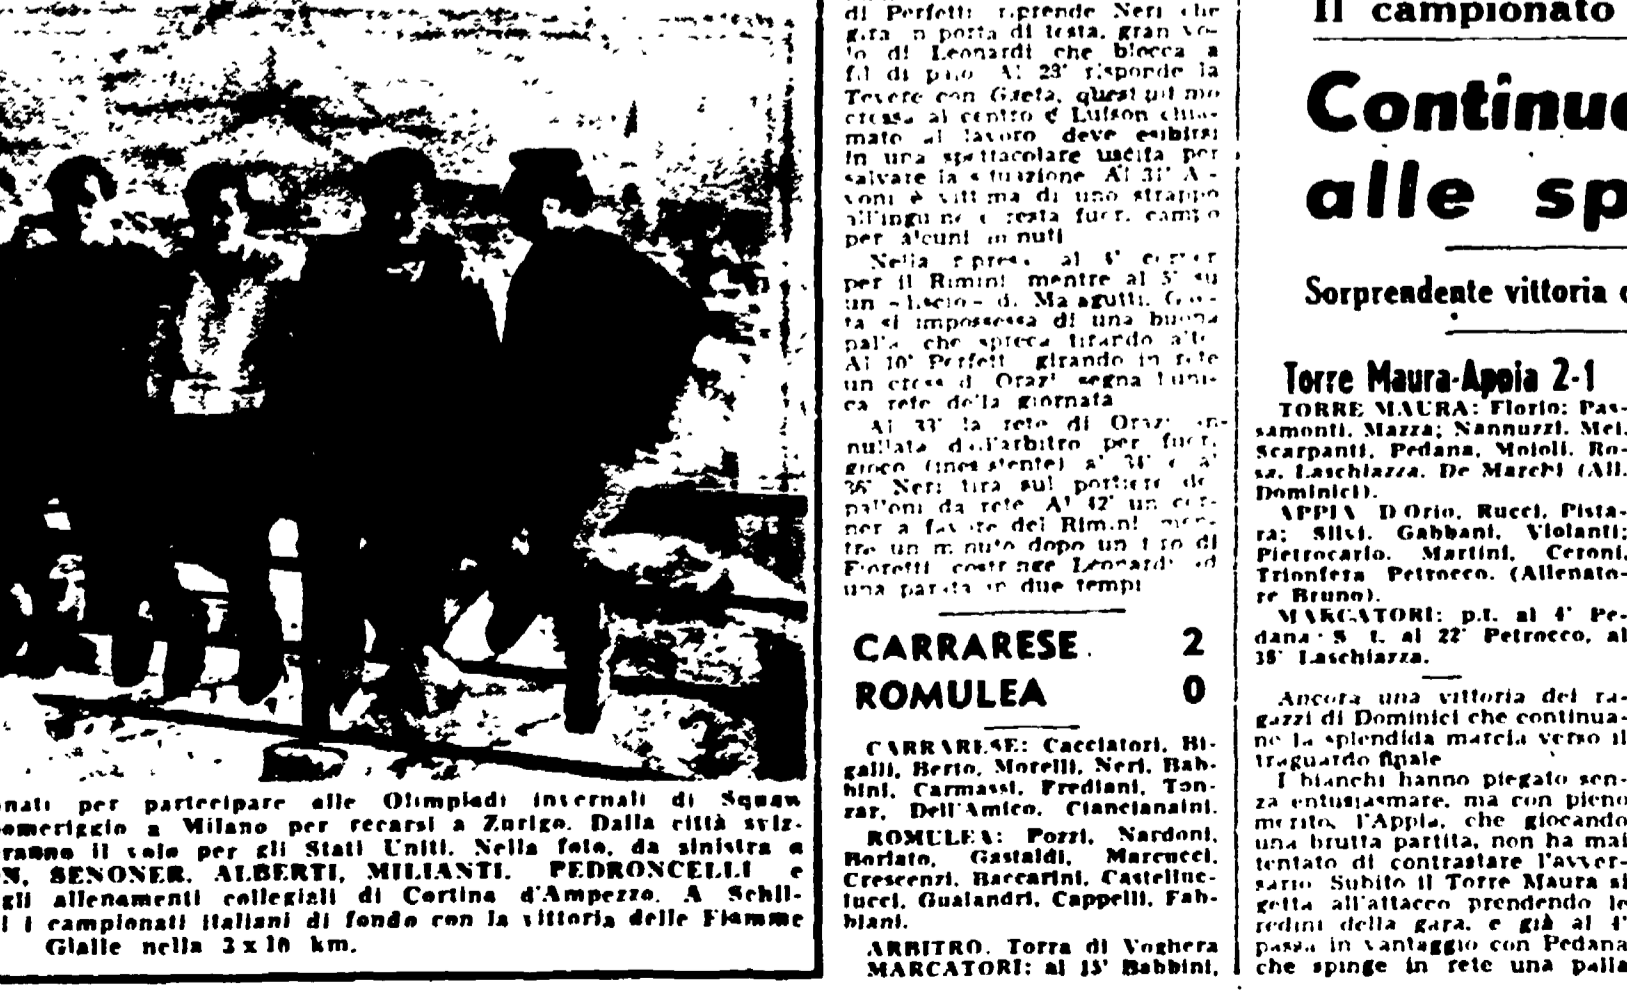 onati per partecipare alle Olimpiadi invernali di Squaw
omeriggio a Milano per recarsi a Zurigo. Dalla città sviz-
ranno il volo per gli Stati Uniti. Nella foto, da sinistra a
N, SENONER, ALBERTI, MILIANTI, PEDRONCELLI e
gli allenamenti collegiali di Cortina d'Ampezzo. A Schil-
i campionati italiani di fondo con la vittoria delle Fiamme
Gialle nella 3 x 10 km.
di Perfetti riprende Neri che
gira in porta di testa, gran vo-
lo di Leonardi che blocca a
fil di palo Al 23' risponde la
Tevere con Gaeta, quest'ultimo
crossa al centro e Luison chia-
mato al lavoro deve esibirsi
in una spettacolare uscita per
salvare la situazione Al 31'
voni è vittima di uno strappo
all'inguine e resta fuori campo
per alcuni minuti
Nella ripresa al 4' corner
per il Rimini mentre al 5' su
un «liscio» di Malagutti,
ta si impossessa di una buona
palla che spreca tirando alto
Al 10' Perfetti girando in rete
un cross di Orazi segna l'uni-
ca rete della giornata
Al 33' la rete di Orazi an-
nullata dall'arbitro per fuori
gioco (inesistente) al 34' e al
36' Neri tira sul portiere dei
palloni da rete Al 42' un cor-
ner a favore del Rimini men-
tre un minuto dopo un tiro di
Fioretti costringe Leonardi ad
una parata in due tempi
CARRARESE 2
ROMULEA 0
CARRARESE: Cacciatori, Bi-
galli, Berto, Morelli, Neri, Bab-
bini, Carmassi, Frediani, Ton-
zar, Dell'Amico, Ciancianaini.
ROMULEA: Pozzi, Nardoni,
Borlato, Gastaldi, Marcucci,
Crescenzi, Baccarini, Castelluc-
lucci, Gualandri, Cappelli, Fab-
biani.
ARBITRO. Torra di Voghera
MARCATORI: al 15' Babbini,
Il campionato
Continu
alle sp
Sorprendente vittoria
Torre Maura-Appia 2-1
TORRE MAURA: Florio; Pas-
samonti, Mazza; Nannuzzi, Mei,
Scarpanti, Pedana, Moioli, Ro-
sa, Laschiazza, De Marchi (All.
Dominici).
APPIA D'Orio, Rucci, Pista-
ra; Silvi, Gabbani, Violanti;
Pietrocarlo, Martini, Ceroni,
Trionfera Petrocco. (Allenato-
re Bruno).
MARCATORI: p.t. al 4' Pe-
dana S t. al 22' Petrocco, al
38' Laschiazza.
Ancora una vittoria dei ra-
gazzi di Dominici che continua-
no la splendida marcia verso il
traguardo finale
I bianchi hanno piegato sen-
za entusiasmare, ma con pieno
merito, l'Appia, che giocando
una brutta partita, non ha mai
tentato di contrastare l'avver-
sario Subito il Torre Maura si
getta all'attacco prendendo le
redini della gara, e già al 4'
passa in vantaggio con Pedana
che spinge in rete una palla